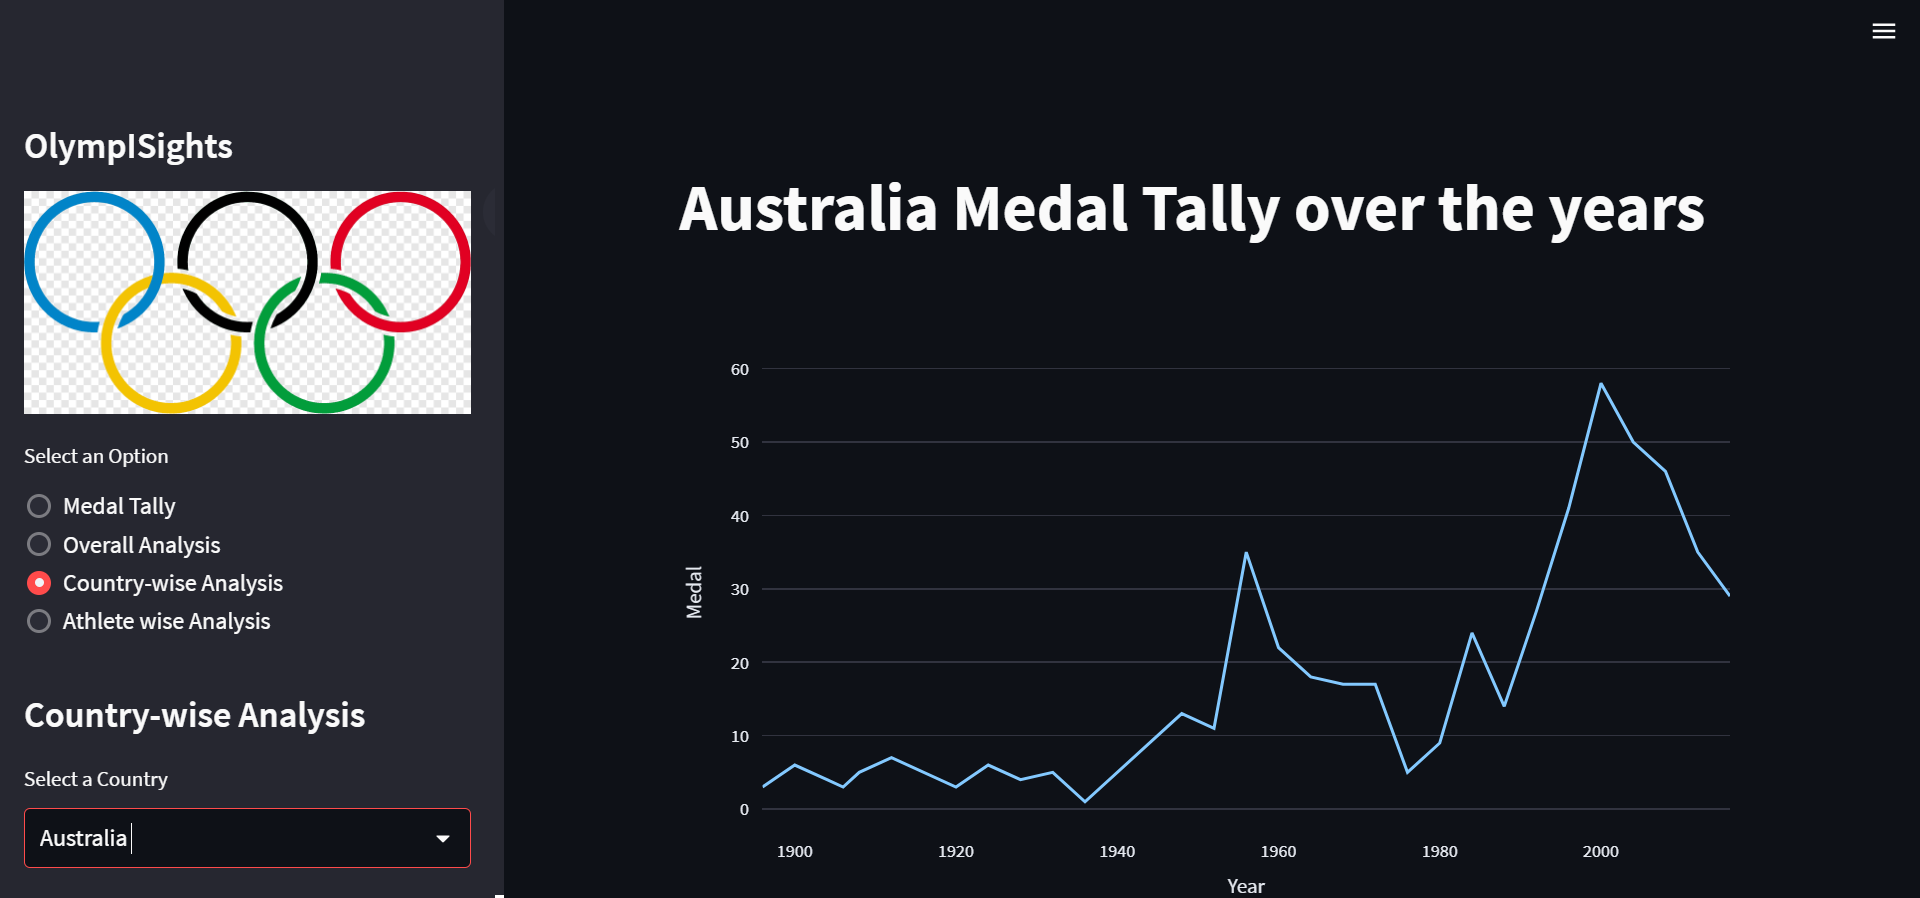 OlympISights
Select an Option
Medal Tally
Overall Analysis
Country-wise Analysis
Athlete wise Analysis
Country-wise Analysis
Select a Country
Australia
Australia Medal Tally over the years
60
50
40
30
20
10
0
Medal
1900 1920 1940 1960 1980 2000
Year